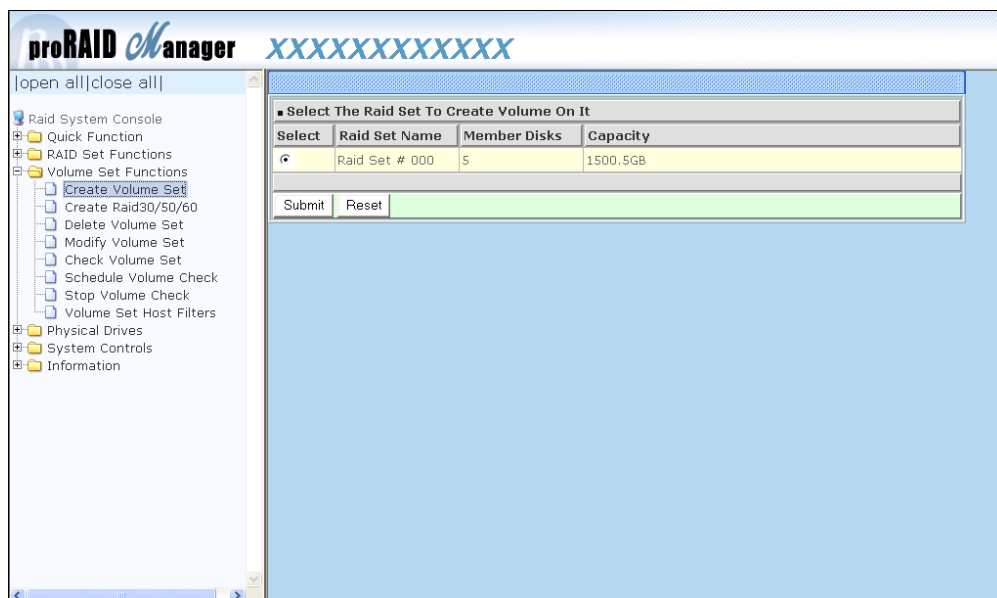 proRAID Manager XXXXXXXXXXXX
|open all|close all|
Raid System Console
Quick Function
RAID Set Functions
Volume Set Functions
Create Volume Set
Create Raid30/50/60
Delete Volume Set
Modify Volume Set
Check Volume Set
Schedule Volume Check
Stop Volume Check
Volume Set Host Filters
Physical Drives
System Controls
Information
Select The Raid Set To Create Volume On It
Select Raid Set Name Member Disks Capacity
Raid Set # 000 5 1500.5GB
Submit Reset